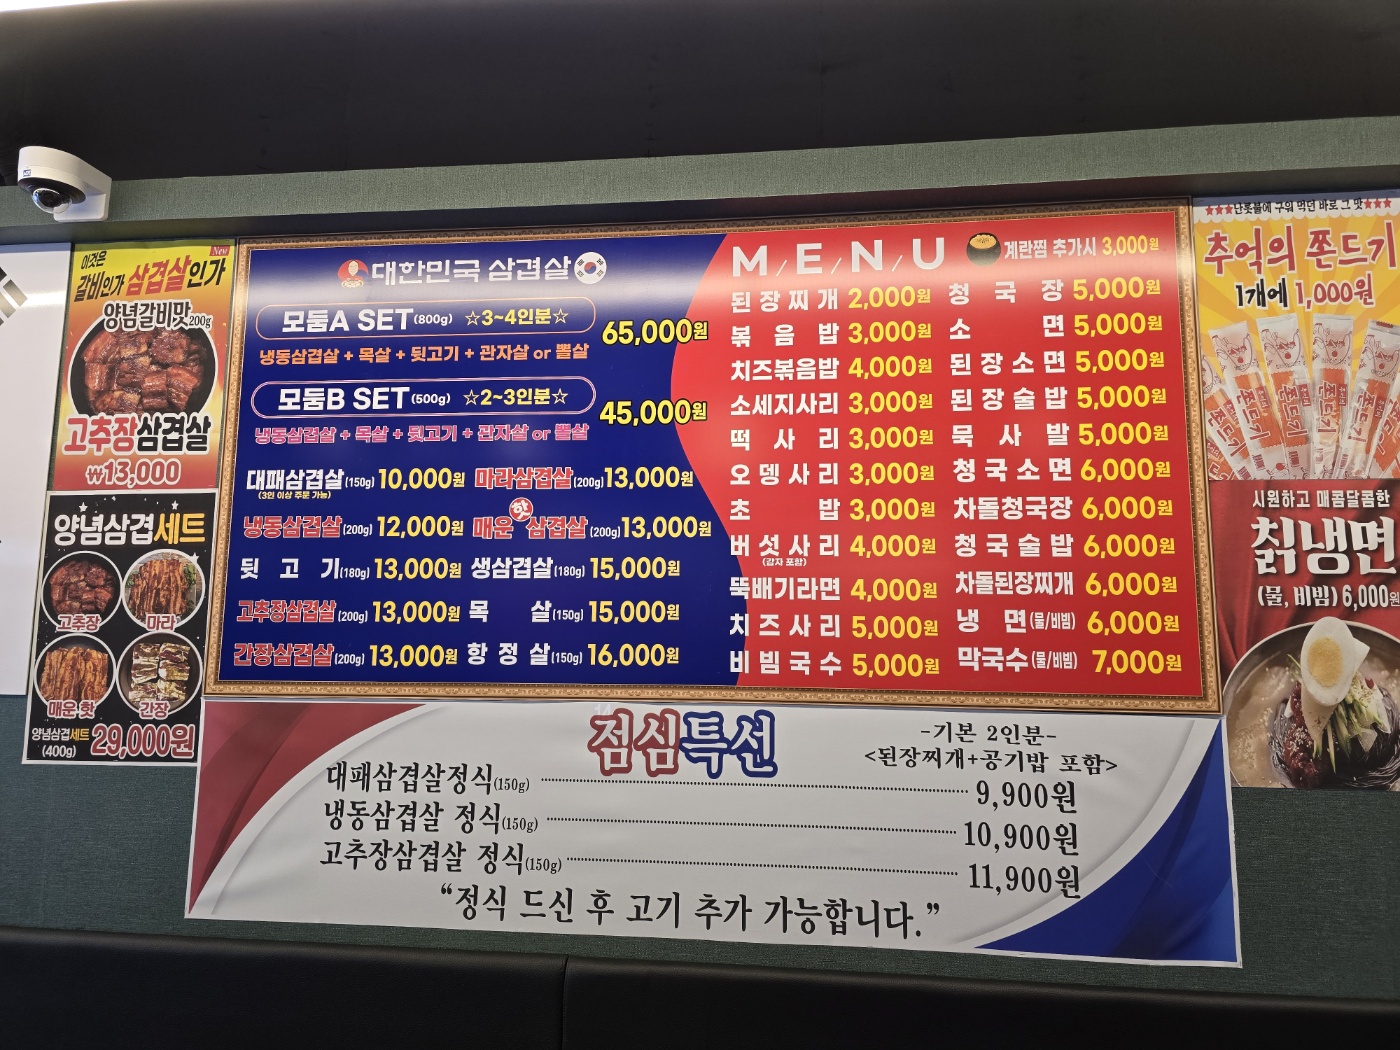 이것은
갈비인가 삼겹살인가
New
양념갈비맛 200g
고추장삼겹살
₩13,000
양념삼겹세트
고추장
마라
매운 핫
간장
양념삼겹세트
(400g)
29,000원
대한민국 삼겹살
모둠A SET (800g) ☆3~4인분☆
65,000원
냉동삼겹살 + 목살 + 뒷고기 + 관자살 or 뽈살
모둠B SET (500g) ☆2~3인분☆
45,000원
냉동삼겹살 + 목살 + 뒷고기 + 관자살 or 뽈살
대패삼겹살(150g) 10,000원
(3인 이상 주문 가능)
마라삼겹살(200g) 13,000원
냉동삼겹살(200g) 12,000원
매운 핫 삼겹살(200g) 13,000원
뒷고기(180g) 13,000원
생삼겹살(180g) 15,000원
고추장삼겹살(200g) 13,000원
목살(150g) 15,000원
간장삼겹살(200g) 13,000원
항정살(150g) 16,000원
M/E/N/U
계란찜 추가시 3,000원
된장찌개 2,000원
청국장 5,000원
볶음밥 3,000원
소면 5,000원
치즈볶음밥 4,000원
된장소면 5,000원
소세지사리 3,000원
된장술밥 5,000원
떡사리 3,000원
묵사발 5,000원
오뎅사리 3,000원
청국소면 6,000원
초밥 3,000원
차돌청국장 6,000원
버섯사리 4,000원
(감자 포함)
청국술밥 6,000원
뚝배기라면 4,000원
차돌된장찌개 6,000원
치즈사리 5,000원
냉면(물/비빔) 6,000원
비빔국수 5,000원
막국수(물/비빔) 7,000원
점심특선
-기본 2인분-
<된장찌개+공기밥 포함>
대패삼겹살정식(150g) 9,900원
냉동삼겹살 정식(150g) 10,900원
고추장삼겹살 정식(150g) 11,900원
“정식 드신 후 고기 추가 가능합니다.”
★★★난롯불에 구워 먹던 바로 그 맛★★★
추억의 쫀드기
1개에 1,000원
시원하고 매콤달콤한
칡냉면
(물, 비빔) 6,000원